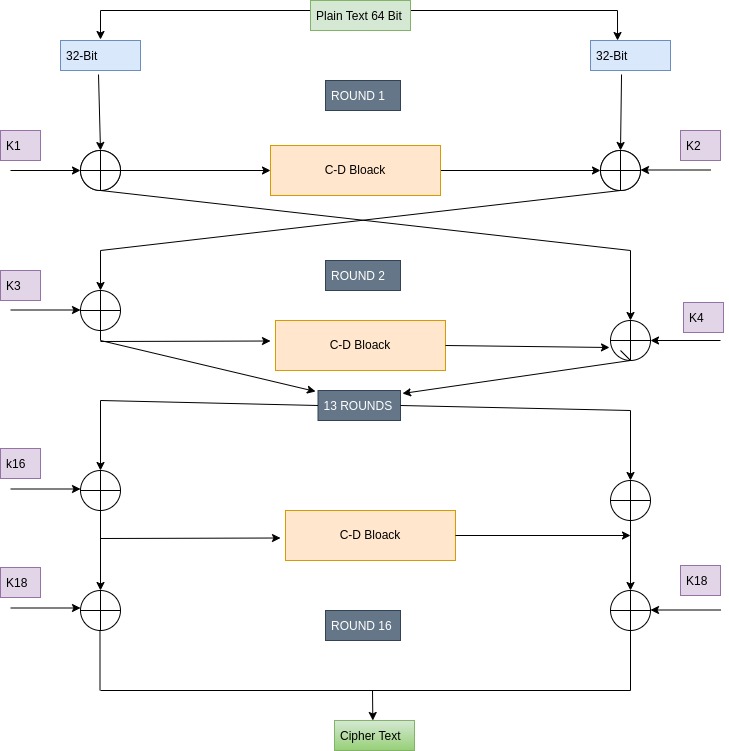 Plain Text 64 Bit
32-Bit
32-Bit
ROUND 1
K1
K2
C-D Bloack
ROUND 2
K3
K4
C-D Bloack
13 ROUNDS
k16
C-D Bloack
K18
K18
ROUND 16
Cipher Text